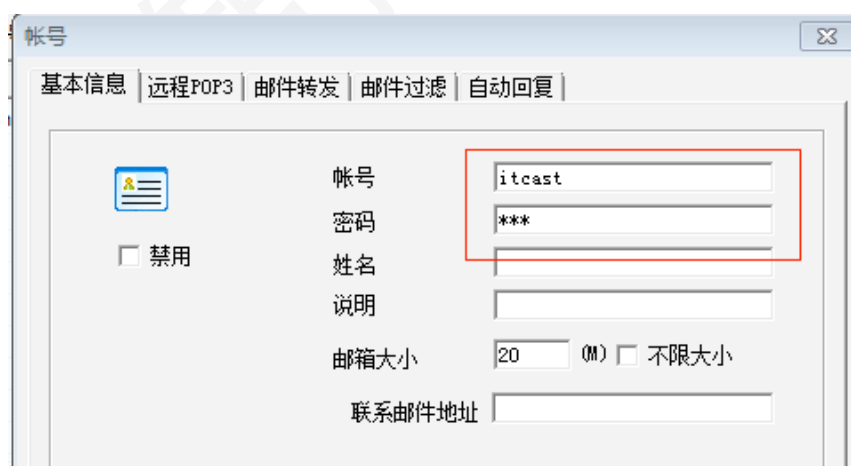 帐号
基本信息 远程POP3 邮件转发 邮件过滤 自动回复
帐号 itcast
密码 ***
禁用
姓名
说明
邮箱大小 20 (M) 不限大小
联系邮件地址